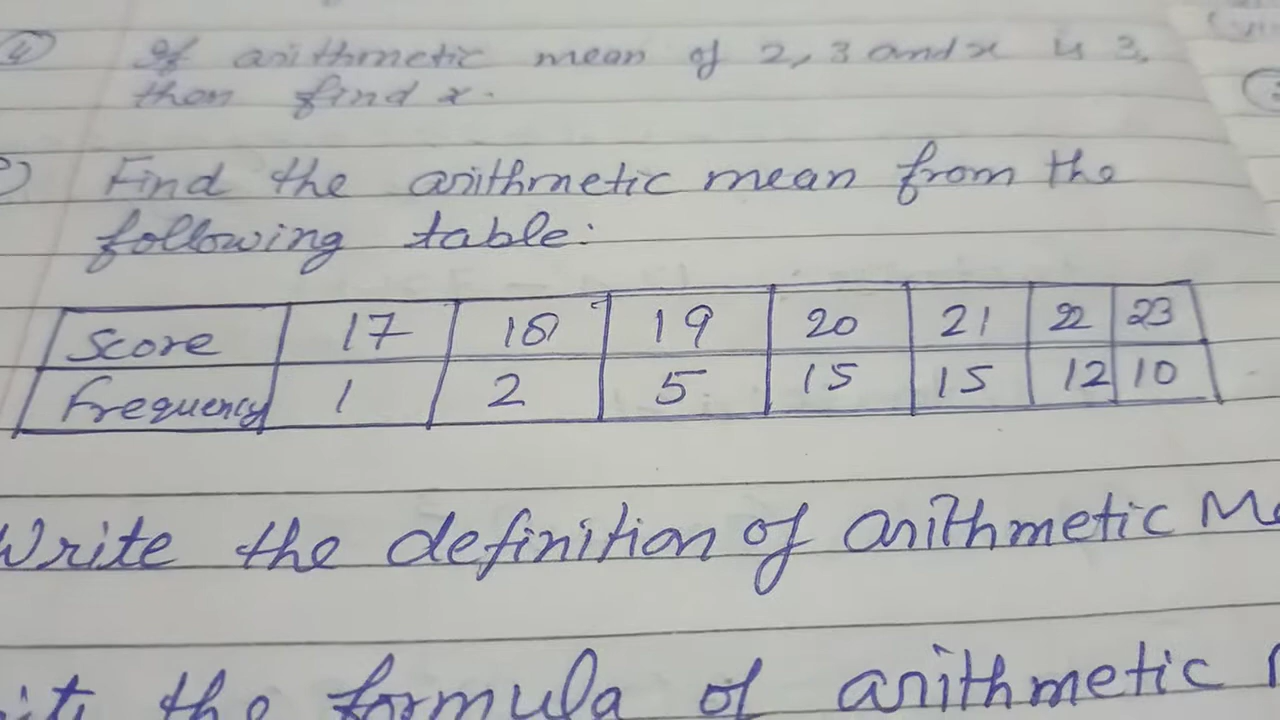 ④ If arithmetic mean of 2, 3 and x is 3,
then find x.
Find the arithmetic mean from the
following table:
Score 17 18 19 20 21 22 23
Frequency 1 2 5 15 15 12 10
Write the definition of arithmetic
the formula of arithmetic